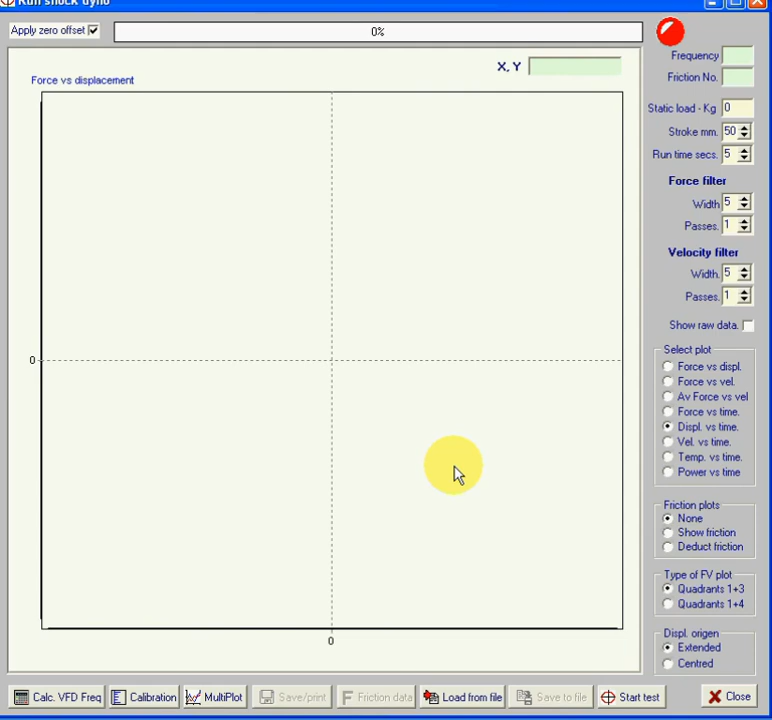 Run shock dyno
Apply zero offset
0%
X, Y
Force vs displacement
0
0
Frequency
Friction No.
Static load - Kg 0
Stroke mm. 50
Run time secs. 5
Force filter
Width 5
Passes. 1
Velocity filter
Width. 5
Passes. 1
Show raw data.
Select plot
Force vs displ.
Force vs vel.
Av Force vs vel
Force vs time.
Displ. vs time.
Vel. vs time.
Temp. vs time.
Power vs time
Friction plots
None
Show friction
Deduct friction
Type of FV plot
Quadrants 1+3
Quadrants 1+4
Displ. origen
Extended
Centred
Calc. VFD Freq
Calibration
MultiPlot
Save/print
Friction data
Load from file
Save to file
Start test
Close